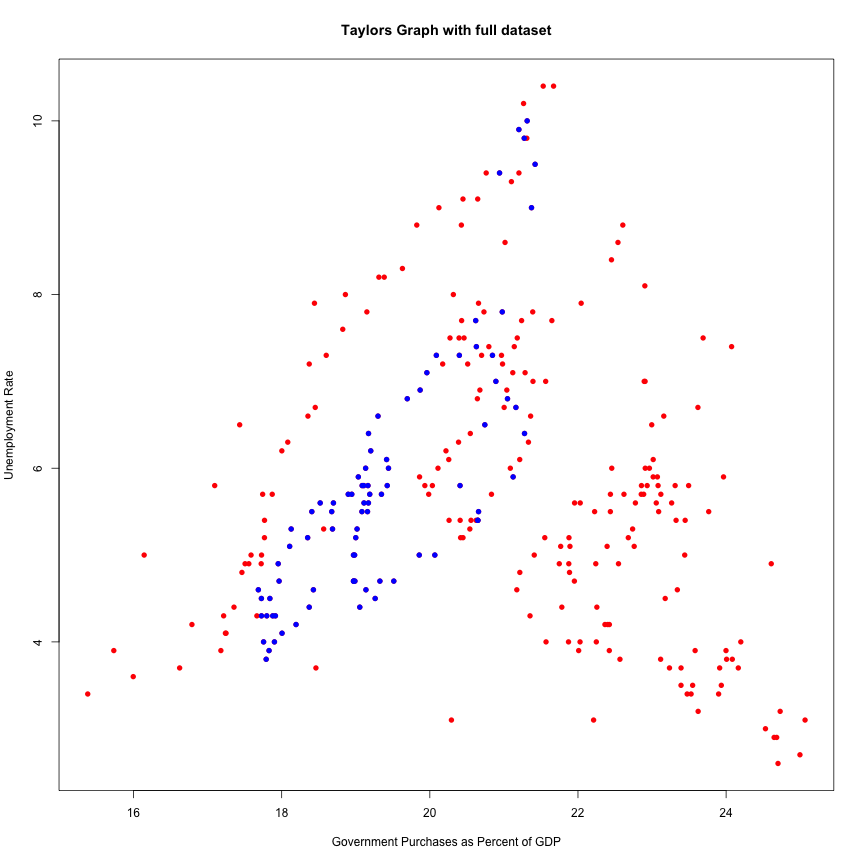 Taylors Graph with full dataset
10
8
6
4
Unemployment Rate
16 18 20 22 24
Government Purchases as Percent of GDP